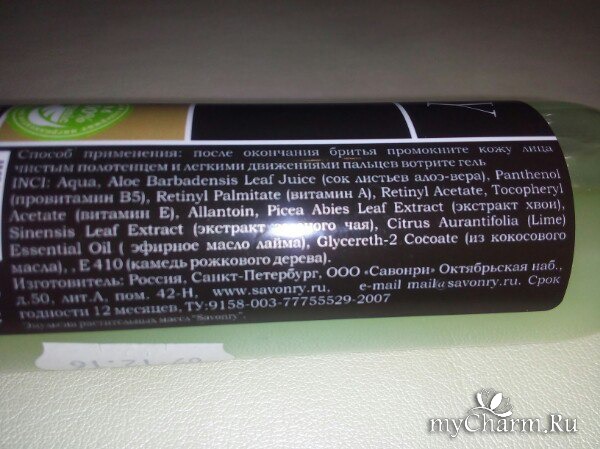 100%
Способ применения: после окончания бритья промокните кожу лица
чистым полотенцем и легкими движениями пальцев вотрите гель
INCI: Aqua, Aloe Barbadensis Leaf Juice (сок листьев алоэ-вера), Panthenol
(провитамин В5), Retinyl Palmitate (витамин А), Retinyl Acetate, Tocopheryl
Acetate (витамин Е), Allantoin, Picea Abies Leaf Extract (экстракт хвои),
Sinensis Leaf Extract (экстракт зеленого чая), Citrus Aurantifolia (Lime)
Essential Oil ( эфирное масло лайма), Glycereth-2 Cocoate (из кокосового
масла), , Е 410 (камедь рожкового дерева).
Изготовитель: Россия, Санкт-Петербург, ООО «Савонри» Октябрьская наб.,
д.50, лит А, пом. 42-Н, www.savonry.ru, e-mail mail@savonry.ru. Срок
годности 12 месяцев, ТУ:9158-003-77755529-2007
"Savonry"
myCharm.Ru